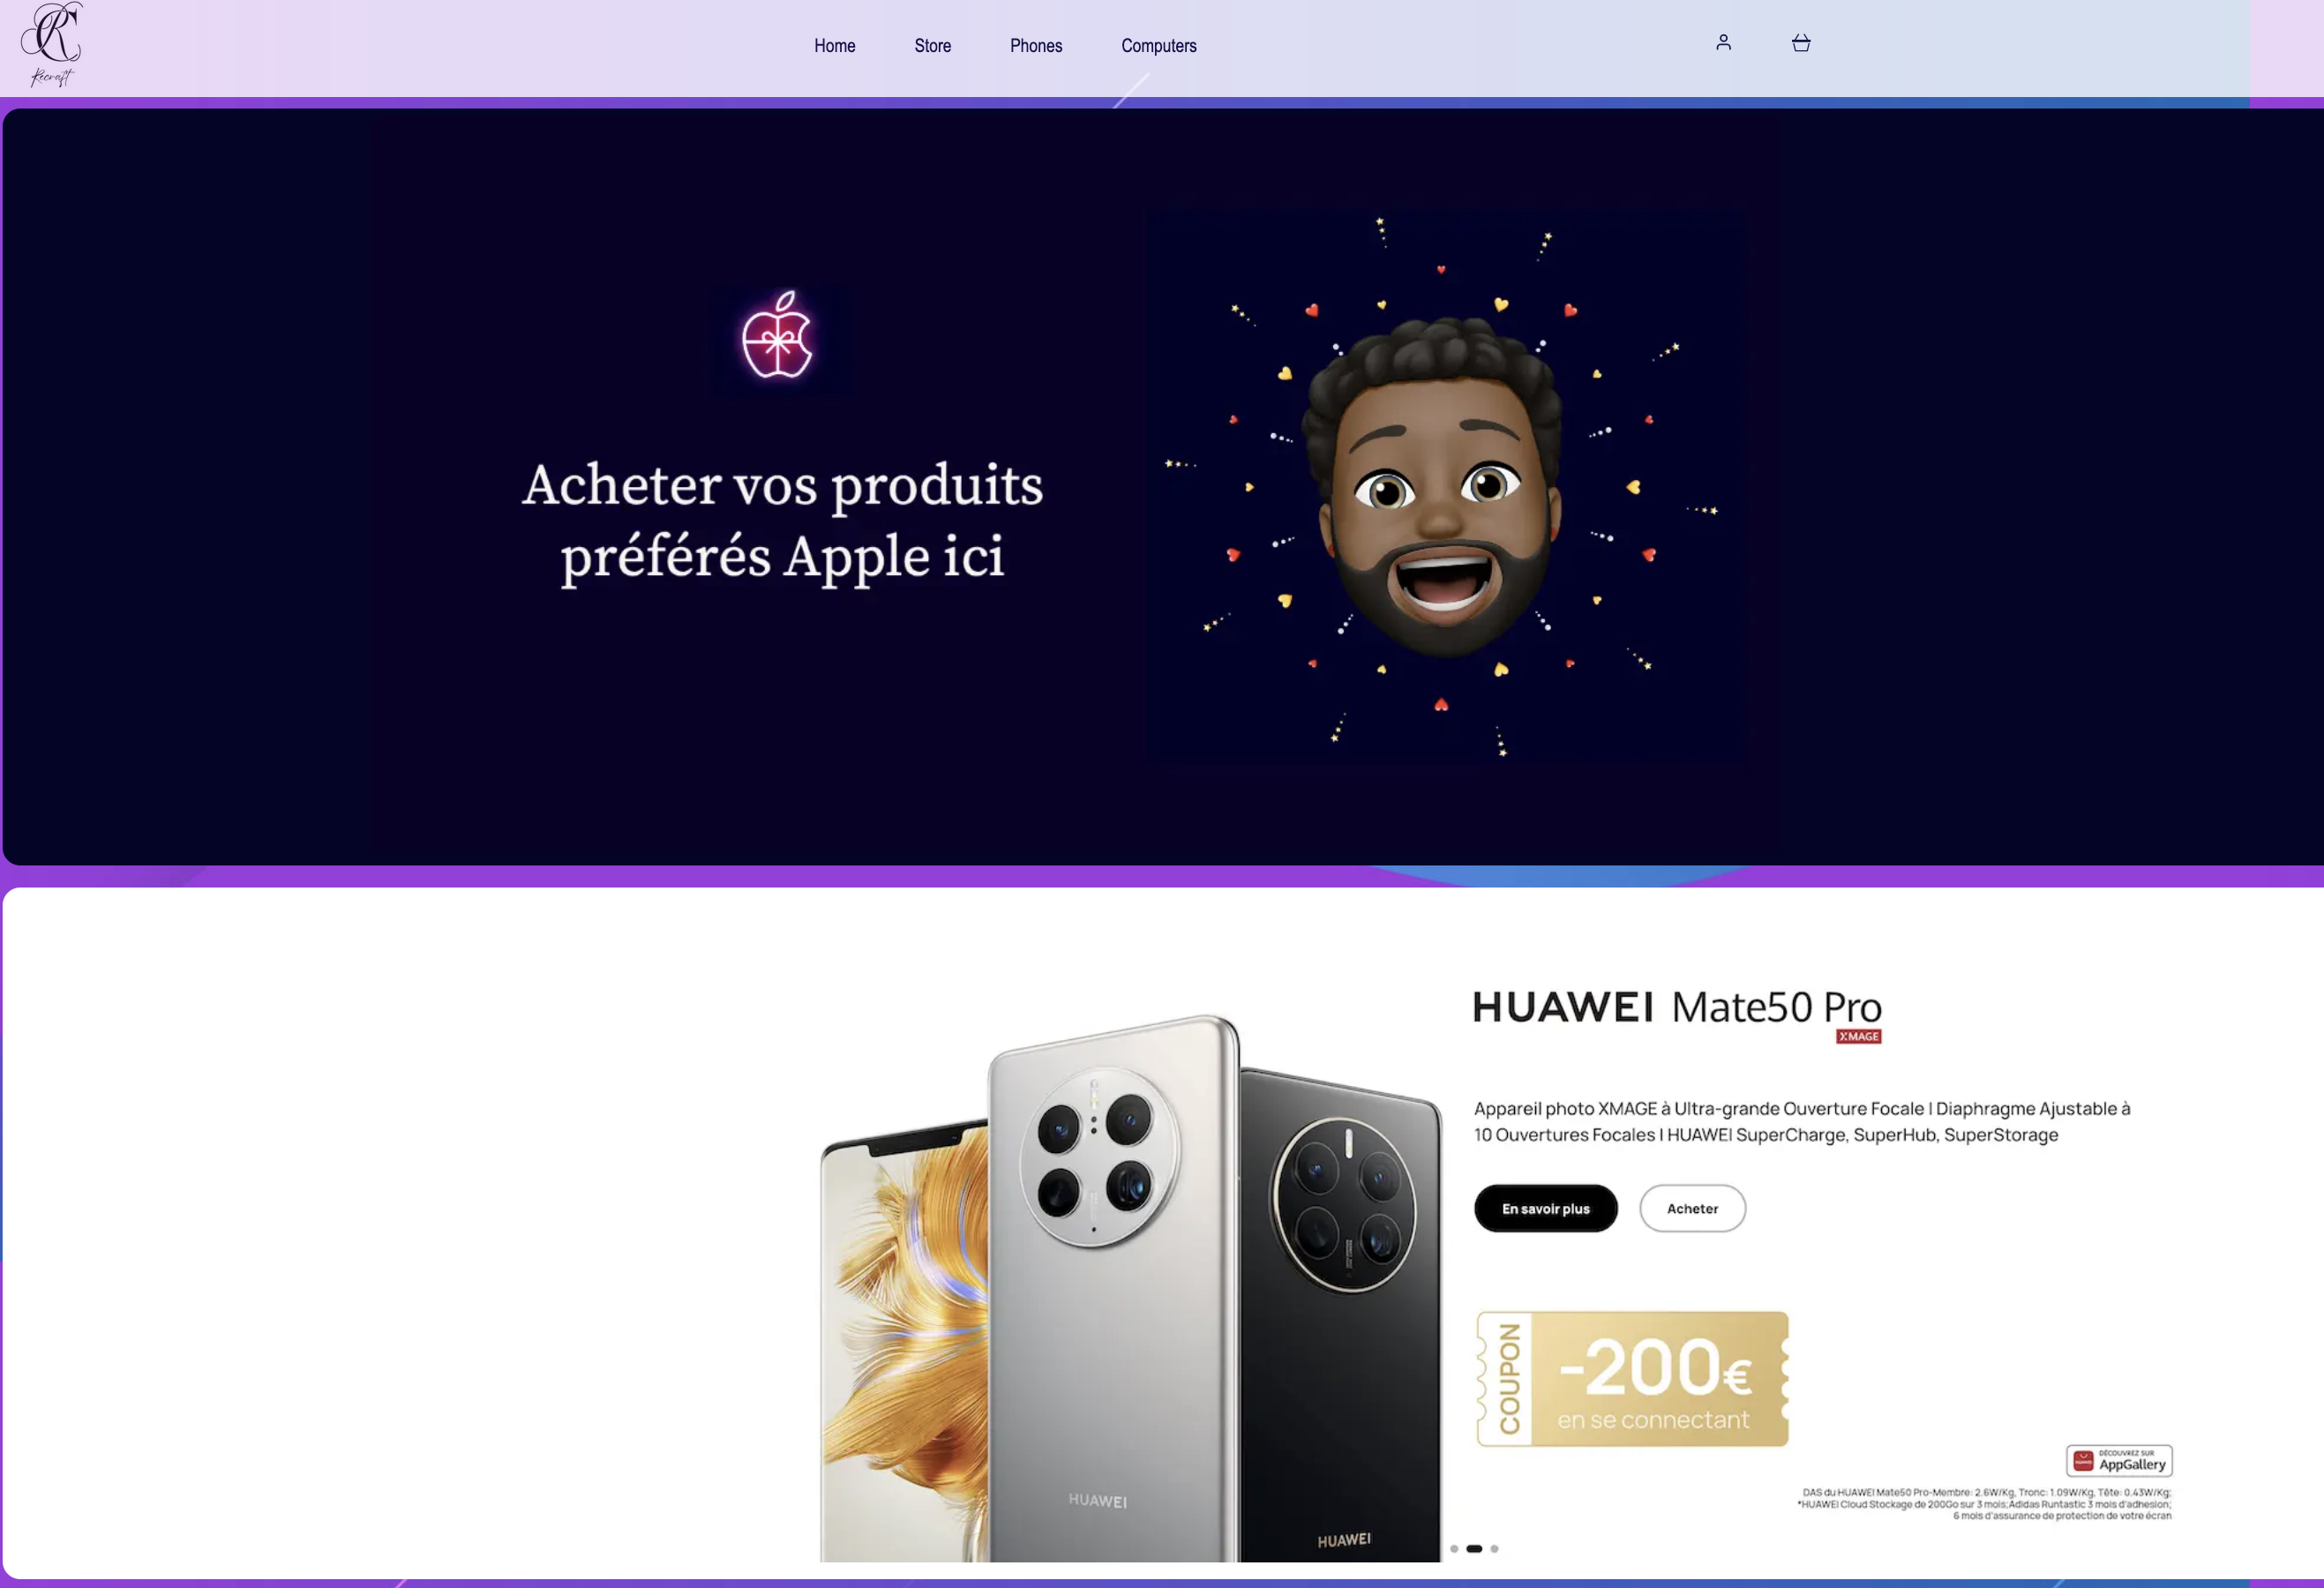 RC
Recraft
Home
Store
Phones
Computers
Acheter vos produits
préférés Apple ici
HUAWEI Mate50 Pro
XMAGE
Appareil photo XMAGE à Ultra-grande Ouverture Focale | Diaphragme Ajustable à
10 Ouvertures Focales | HUAWEI SuperCharge, SuperHub, SuperStorage
En savoir plus
Acheter
COUPON
-200€
en se connectant
HUAWEI
HUAWEI
DÉCOUVREZ SUR
AppGallery
DAS du HUAWEI Mate50 Pro-Membre: 2.6W/Kg, Tronc: 1.09W/Kg, Tête: 0.43W/Kg;
*HUAWEI Cloud Stockage de 200Go sur 3 mois;Adidas Runtastic 3 mois d'adhesion;
6 mois d'assurance de protection de votre écran